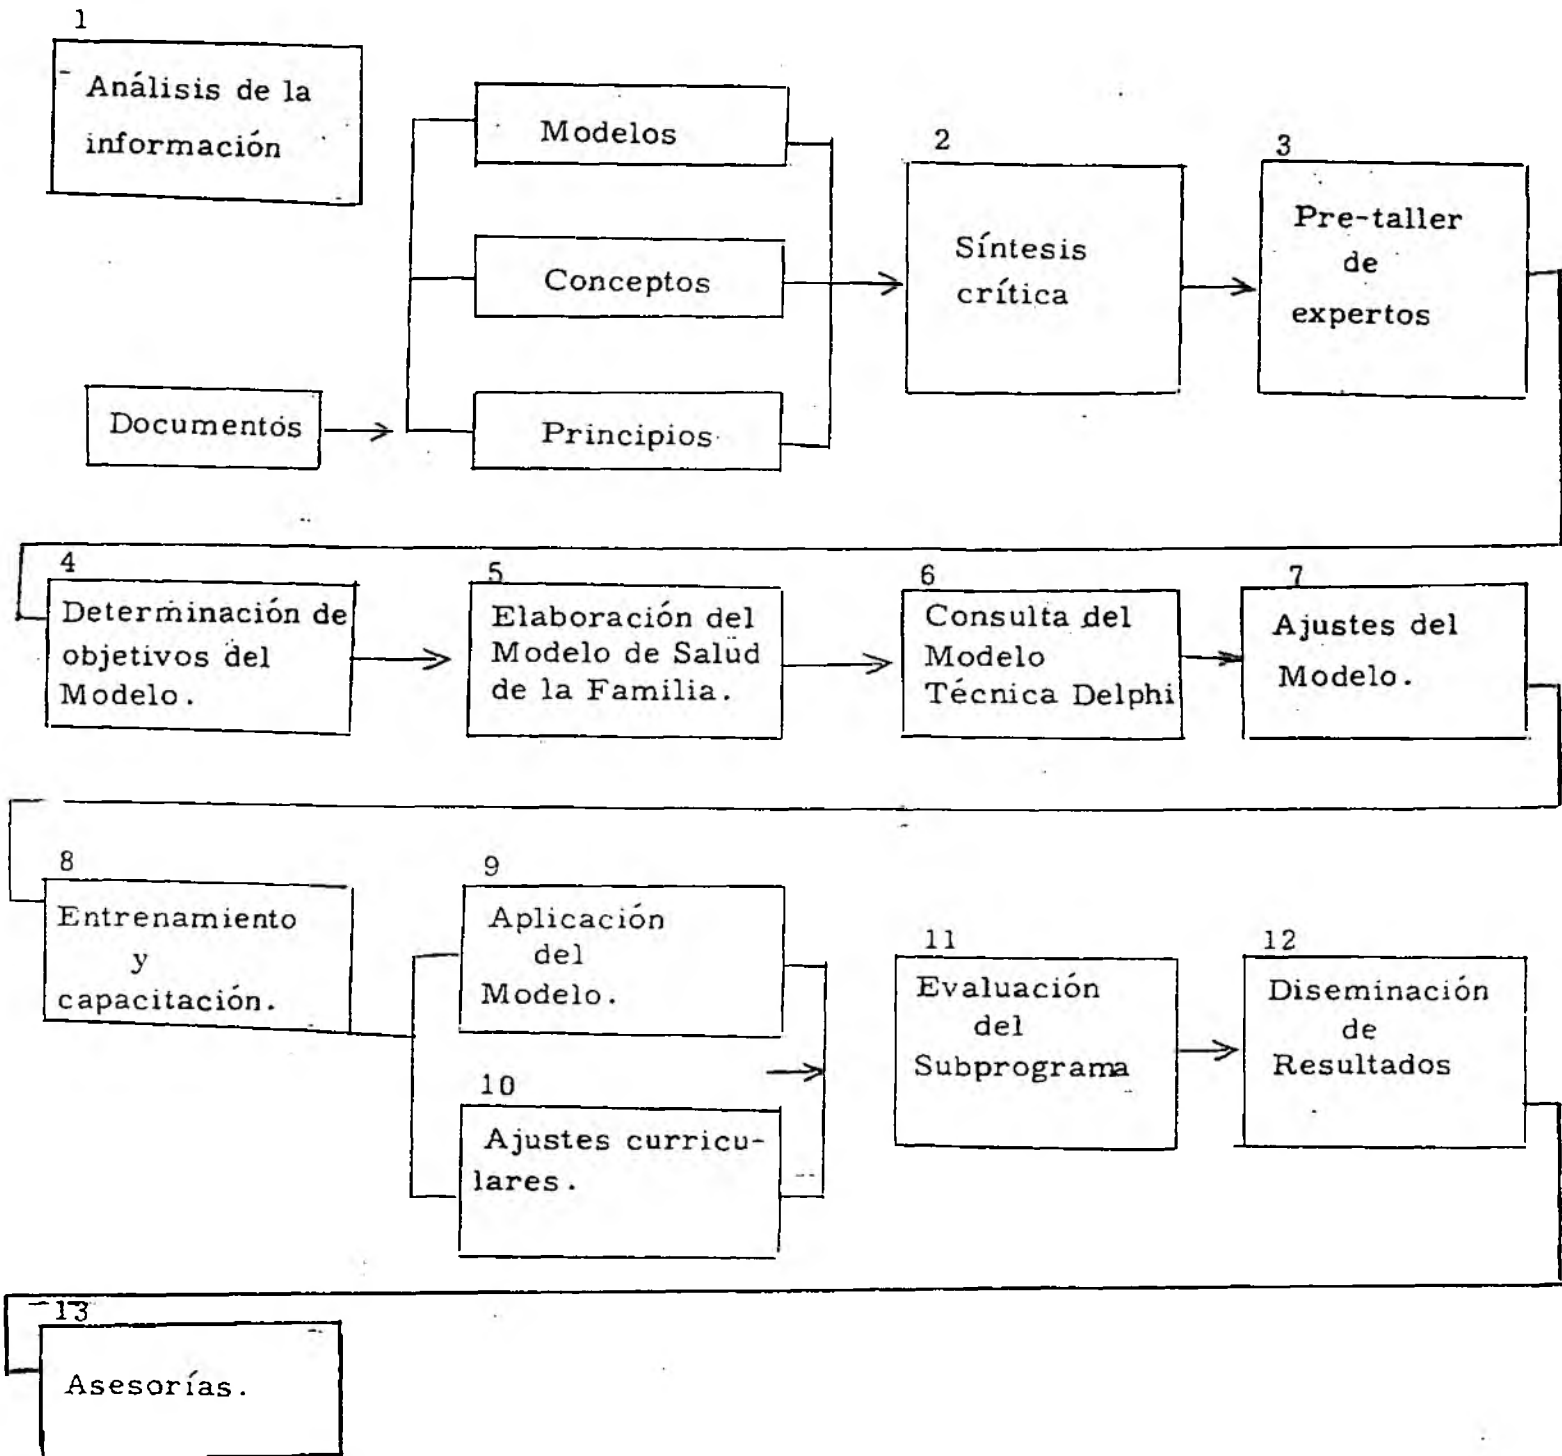 1
Análisis de la
información
Modelos
Conceptos
Documentos
Principios
2
Síntesis
crítica
3
Pre-taller
de
expertos
4
Determinación de
objetivos del
Modelo.
5
Elaboración del
Modelo de Salud
de la Familia.
6
Consulta del
Modelo
Técnica Delphi
7
Ajustes del
Modelo.
8
Entrenamiento
y
capacitación.
9
Aplicación
del
Modelo.
10
Ajustes curricu-
lares.
11
Evaluación
del
Subprograma
12
Diseminación
de
Resultados
13
Asesorías.